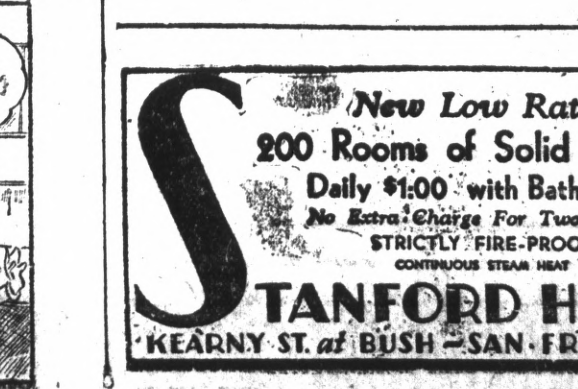 New Low Rat
200 Rooms of Solid
Daily $1.00 with Bath
No Extra Charge For Two
STRICTLY FIRE-PROO
CONTINUOUS STEAM HEAT
STANFORD H
KEARNY ST. at BUSH - SAN FR